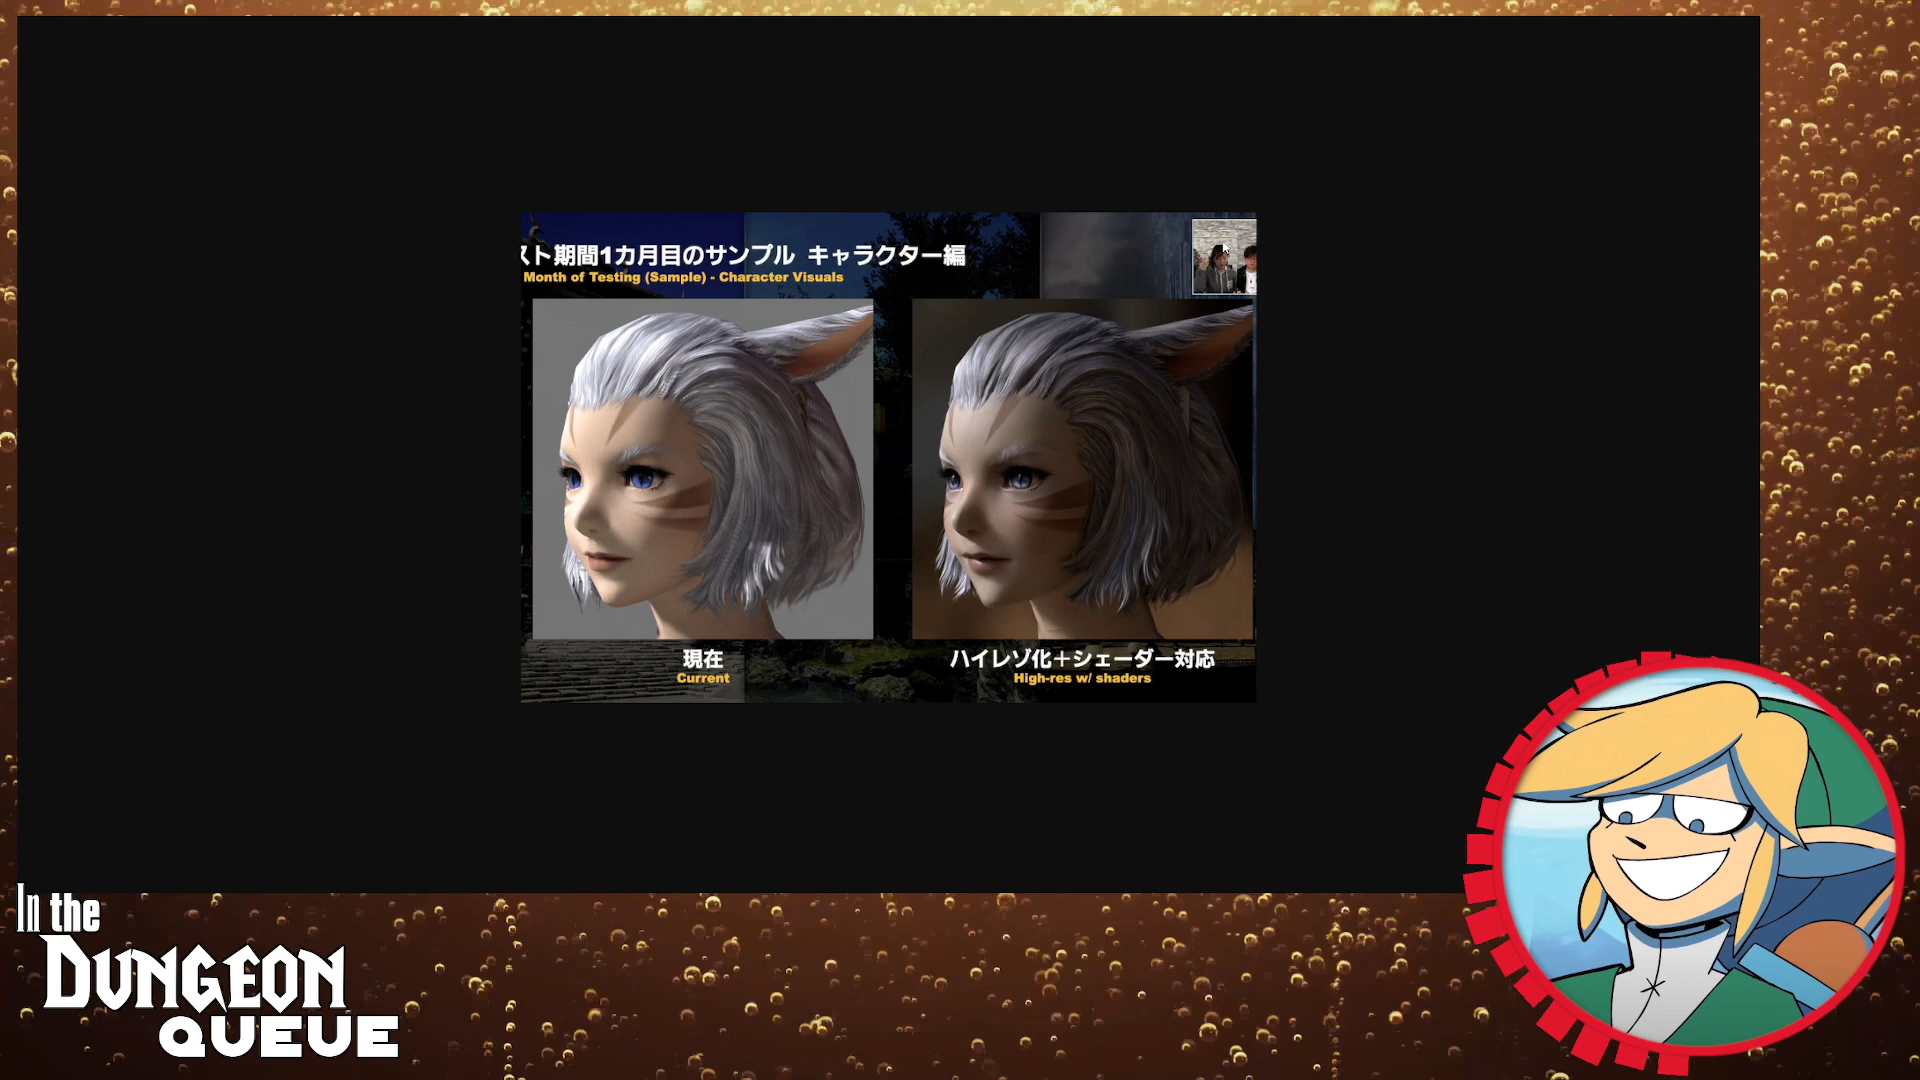 スト期間1カ月目のサンプル キャラクター編
Month of Testing (Sample) - Character Visuals
現在
Current
ハイレゾ化＋シェーダー対応
High-res w/ shaders
In the
DUNGEON
QUEUE